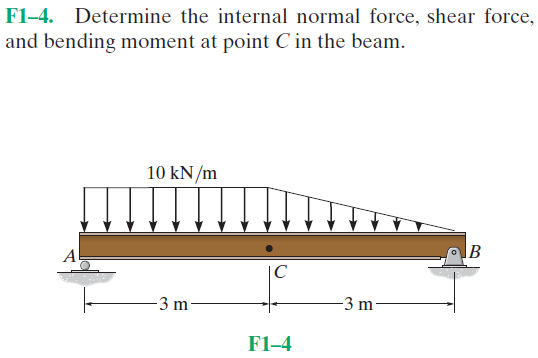 F1–4. Determine the internal normal force, shear force,
and bending moment at point C in the beam.
10 kN/m
A
B
C
3 m
3 m
F1–4